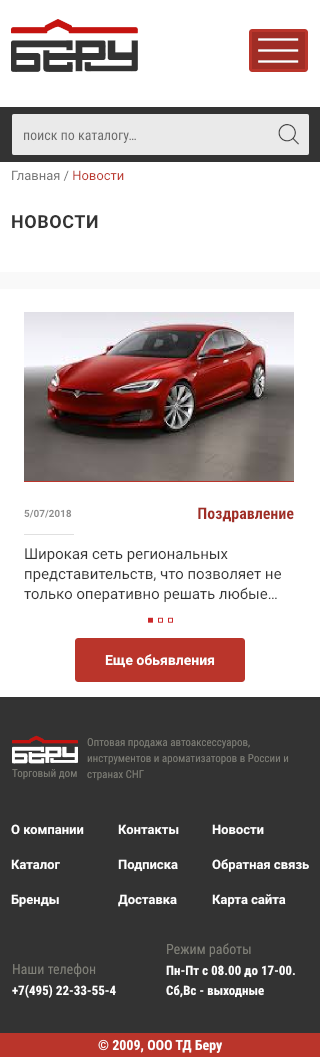 БЕРУ
поиск по каталогу...
Главная / Новости
НОВОСТИ
5/07/2018
Поздравление
Широкая сеть региональных
представительств, что позволяет не
только оперативно решать любые...
Еще обьявления
БЕРУ
Торговый дом
Оптовая продажа автоаксессуаров,
инструментов и ароматизаторов в России и
странах СНГ
О компании
Контакты
Новости
Каталог
Подписка
Обратная связь
Бренды
Доставка
Карта сайта
Наши телефон
+7(495) 22-33-55-4
Режим работы
Пн-Пт с 08.00 до 17-00.
Сб,Вс - выходные
© 2009, ООО ТД Беру